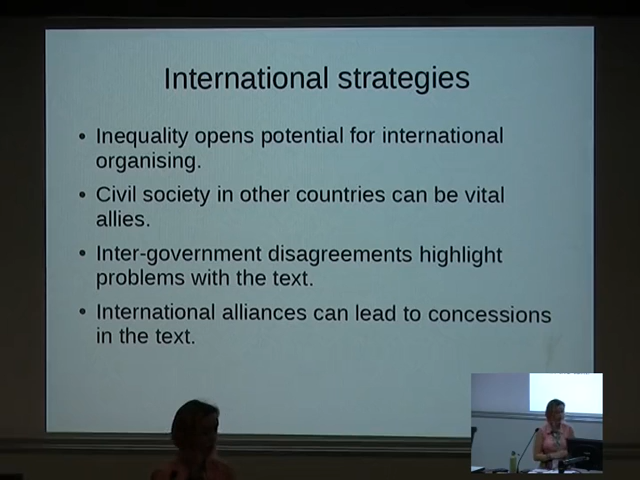 International strategies
• Inequality opens potential for international
organising.
• Civil society in other countries can be vital
allies.
• Inter-government disagreements highlight
problems with the text.
• International alliances can lead to concessions
in the text.